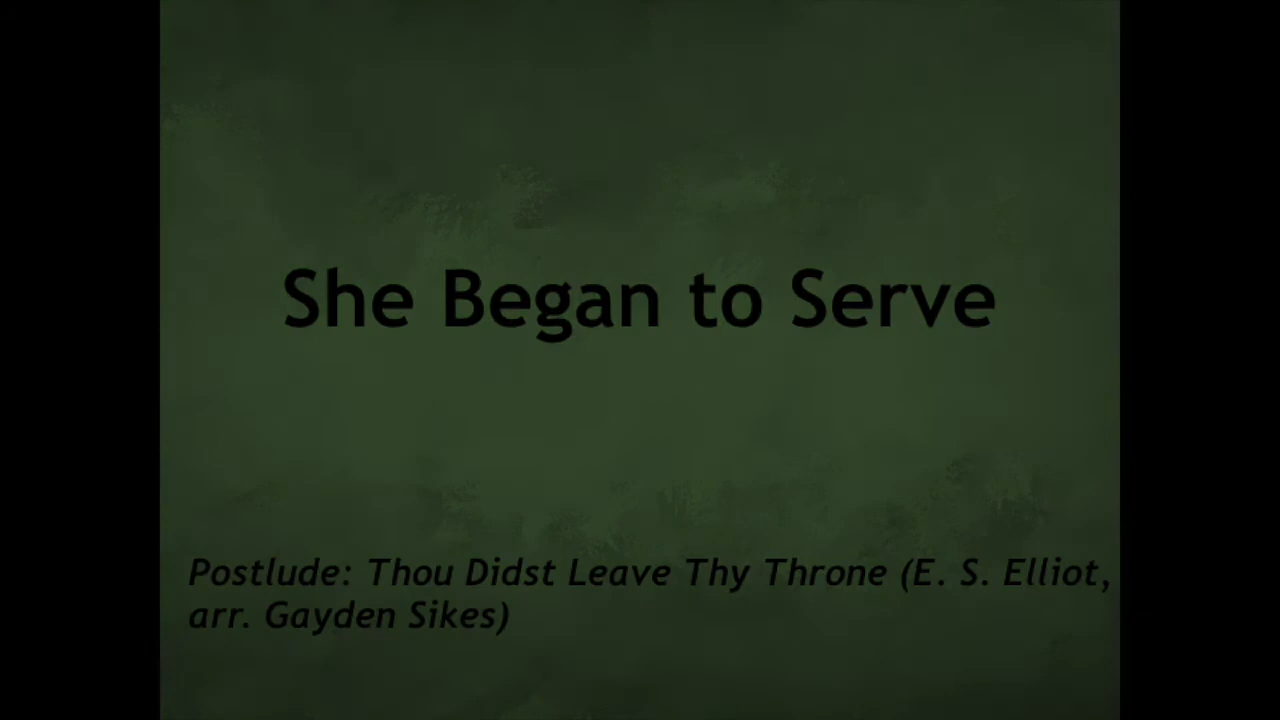 She Began to Serve
Postlude: Thou Didst Leave Thy Throne (E. S. Elliot,
arr. Gayden Sikes)